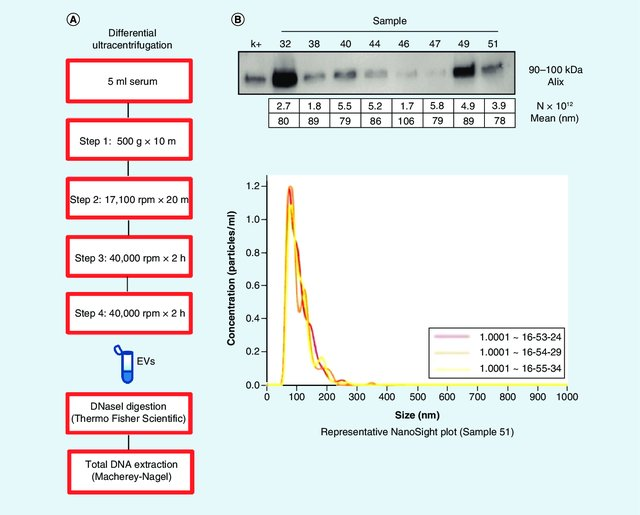 A
Differential
ultracentrifugation
5 ml serum
Step 1: 500 g × 10 m
Step 2: 17,100 rpm × 20 m
Step 3: 40,000 rpm × 2 h
Step 4: 40,000 rpm × 2 h
EVs
DNaseI digestion
(Thermo Fisher Scientific)
Total DNA extraction
(Macherey-Nagel)
B
Sample
k+ 32 38 40 44 46 47 49 51
90–100 kDa
Alix
2.7 1.8 5.5 5.2 1.7 5.8 4.9 3.9 N × 10¹²
80 89 79 86 106 79 89 78 Mean (nm)
Concentration (particles/ml)
1.2
1.0
0.8
0.6
0.4
0.2
0.0
1.0001 ~ 16-53-24
1.0001 ~ 16-54-29
1.0001 ~ 16-55-34
0 100 200 300 400 500 600 700 800 900 1000
Size (nm)
Representative NanoSight plot (Sample 51)